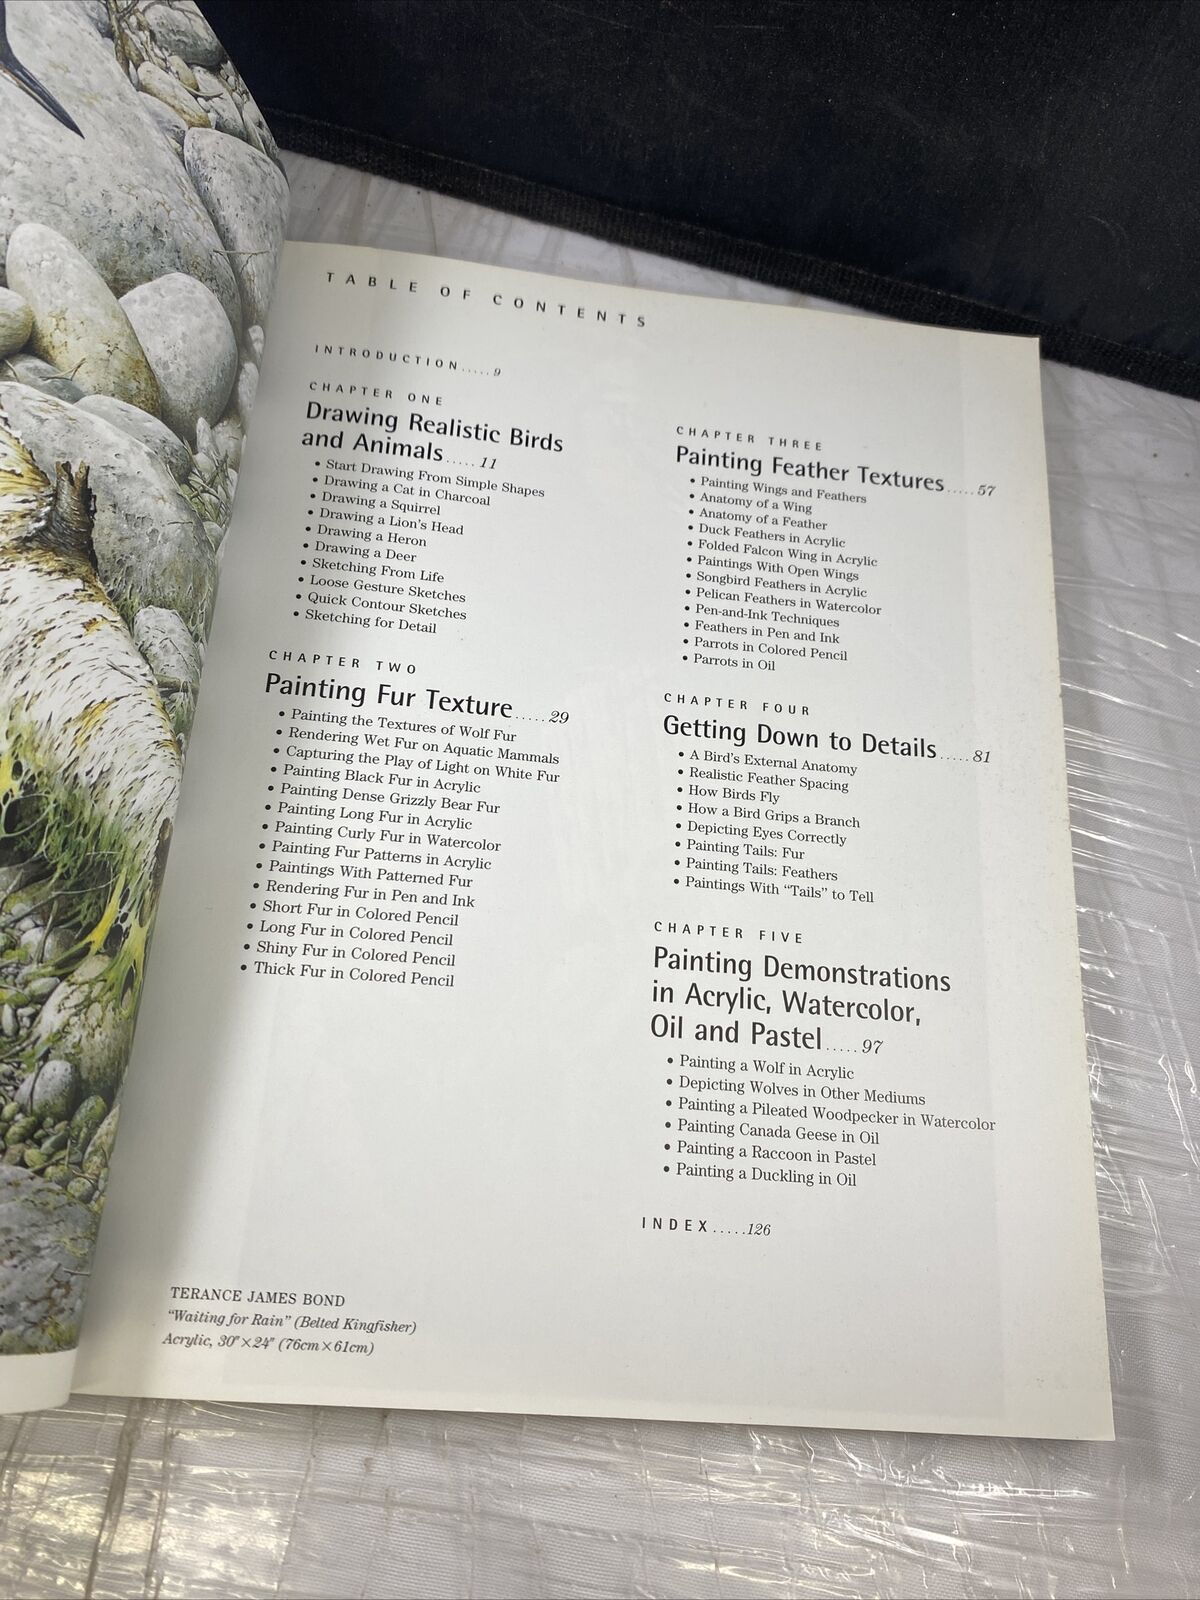 TABLE OF CONTENTS
INTRODUCTION.....9
CHAPTER ONE
Drawing Realistic Birds
and Animals.....11
• Start Drawing From Simple Shapes
• Drawing a Cat in Charcoal
• Drawing a Squirrel
• Drawing a Lion's Head
• Drawing a Heron
• Drawing a Deer
• Sketching From Life
• Loose Gesture Sketches
• Quick Contour Sketches
• Sketching for Detail
CHAPTER TWO
Painting Fur Texture.....29
• Painting the Textures of Wolf Fur
• Rendering Wet Fur on Aquatic Mammals
• Capturing the Play of Light on White Fur
• Painting Black Fur in Acrylic
• Painting Dense Grizzly Bear Fur
• Painting Long Fur in Acrylic
• Painting Curly Fur in Watercolor
• Painting Fur Patterns in Acrylic
• Paintings With Patterned Fur
• Rendering Fur in Pen and Ink
• Short Fur in Colored Pencil
• Long Fur in Colored Pencil
• Shiny Fur in Colored Pencil
• Thick Fur in Colored Pencil
CHAPTER THREE
Painting Feather Textures.....57
• Painting Wings and Feathers
• Anatomy of a Wing
• Anatomy of a Feather
• Duck Feathers in Acrylic
• Folded Falcon Wing in Acrylic
• Paintings With Open Wings
• Songbird Feathers in Acrylic
• Pelican Feathers in Watercolor
• Pen-and-Ink Techniques
• Feathers in Pen and Ink
• Parrots in Colored Pencil
• Parrots in Oil
CHAPTER FOUR
Getting Down to Details.....81
• A Bird's External Anatomy
• Realistic Feather Spacing
• How Birds Fly
• How a Bird Grips a Branch
• Depicting Eyes Correctly
• Painting Tails: Fur
• Painting Tails: Feathers
• Paintings With "Tails" to Tell
CHAPTER FIVE
Painting Demonstrations
in Acrylic, Watercolor,
Oil and Pastel.....97
• Painting a Wolf in Acrylic
• Depicting Wolves in Other Mediums
• Painting a Pileated Woodpecker in Watercolor
• Painting Canada Geese in Oil
• Painting a Raccoon in Pastel
• Painting a Duckling in Oil
INDEX.....126
TERANCE JAMES BOND
"Waiting for Rain" (Belted Kingfisher)
Acrylic, 30"×24" (76cm×61cm)